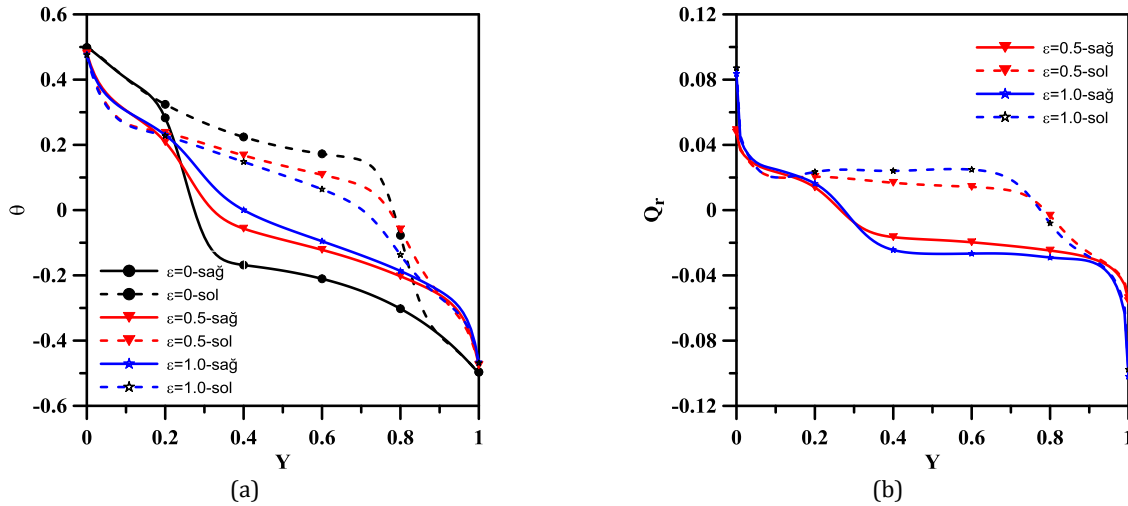 0.6
0.4
0.2
0
-0.2
-0.4
-0.6
θ
ε=0-sağ
ε=0-sol
ε=0.5-sağ
ε=0.5-sol
ε=1.0-sağ
ε=1.0-sol
0 0.2 0.4 0.6 0.8 1
Y
(a)
0.12
0.08
0.04
0
-0.04
-0.08
-0.12
Qr
ε=0.5-sağ
ε=0.5-sol
ε=1.0-sağ
ε=1.0-sol
0 0.2 0.4 0.6 0.8 1
Y
(b)